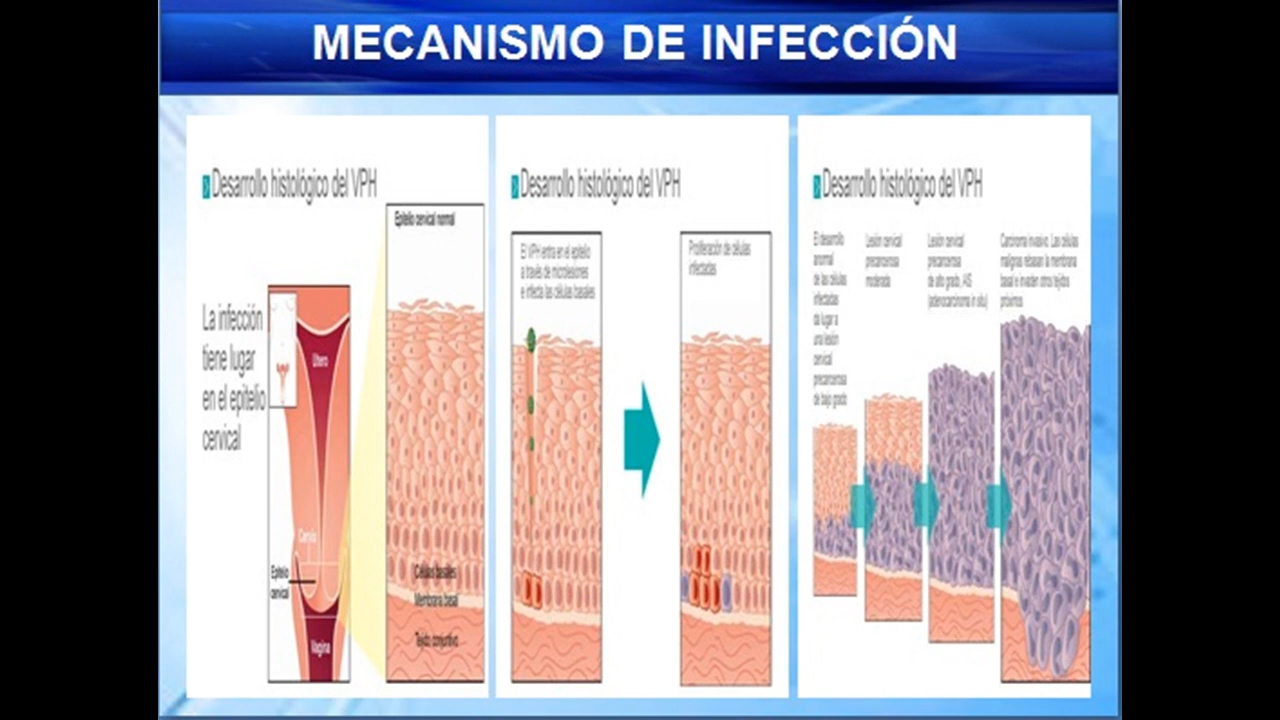 MECANISMO DE INFECCIÓN
Desarrollo histológico del VPH
Epitelio cervical normal
La infección
tiene lugar
en el epitelio
cervical
Utero
Cervix
Epitelio
cervical
Vagina
Células basales
Membrana basal
Tejido conjuntivo
Desarrollo histológico del VPH
El VPH entra en el epitelio
a través de microlesiones
e infecta las células basales
Proliferación de células
infectadas
Desarrollo histológico del VPH
El desarrollo
anormal
de las células
infectadas
da lugar a
una lesión
cervical
precancerosa
de bajo grado
Lesión cervical
precancerosa
moderada
Lesión cervical
precancerosa
de alto grado, AIS
(adenocarcinoma in situ)
Carcinoma invasivo. Las células
malignas rebasan la membrana
basal e invaden otros tejidos
próximos